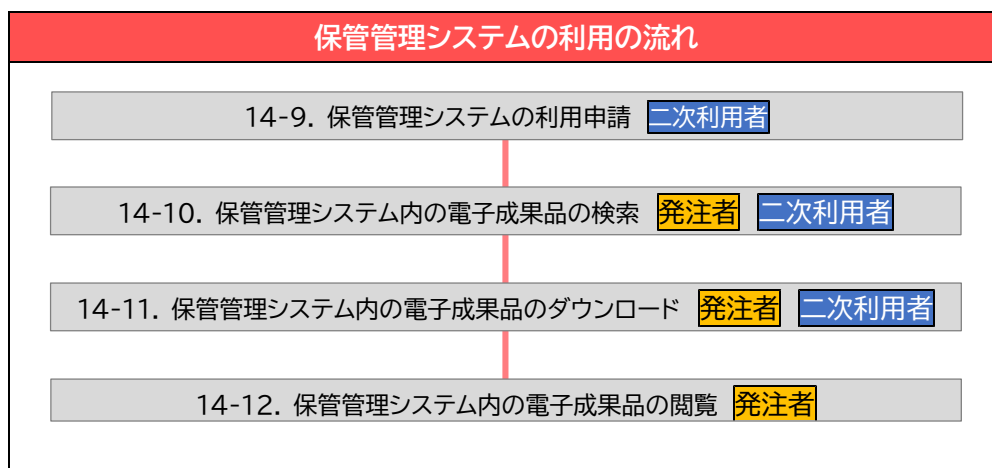 保管管理システムの利用の流れ
14-9. 保管管理システムの利用申請 二次利用者
14-10. 保管管理システム内の電子成果品の検索 発注者 二次利用者
14-11. 保管管理システム内の電子成果品のダウンロード 発注者 二次利用者
14-12. 保管管理システム内の電子成果品の閲覧 発注者